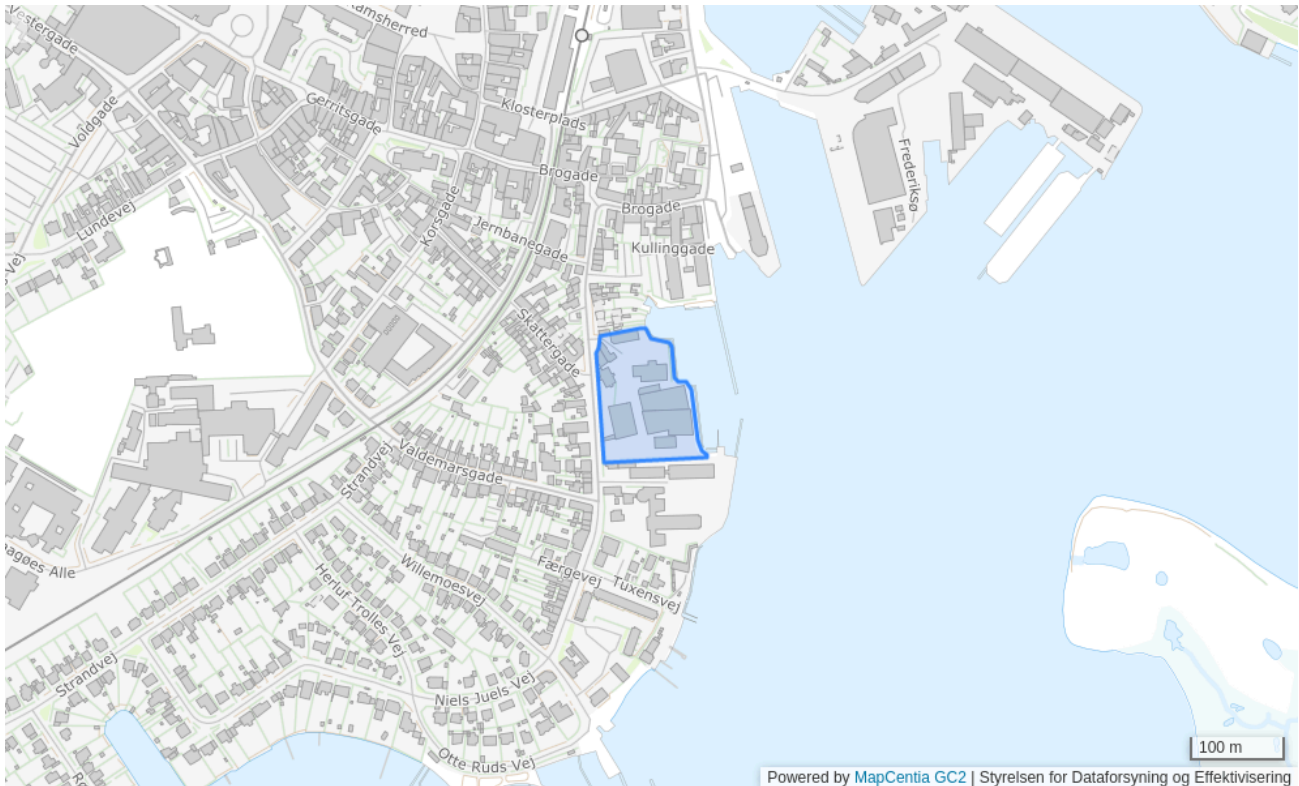 Vestergade
Ramsherred
Voldgade
Gerritsgade
Klosterplads
Brogade
Frederiksø
Lundevej
Korsgade
Brogade
Jernbanegade
Kullinggade
Skattergade
Valdemarsgade
Strandvej
Færgevej
Tuxensvej
Willemoesvej
Herluf Trolles Vej
Strandvej
Niels Juels Vej
Otte Ruds Vej
100 m
Powered by MapCentia GC2 | Styrelsen for Dataforsyning og Effektivisering